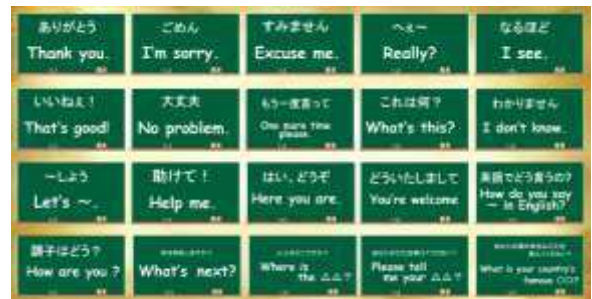 ありがとう
Thank you.
ごめん
I'm sorry.
すみません
Excuse me.
へぇ〜
Really?
なるほど
I see.
いいねぇ！
That's good!
大丈夫
No problem.
もう一度言って
One more time
please.
これは何？
What's this?
わかりません
I don't know.
〜しよう
Let's 〜.
助けて！
Help me.
はい、どうぞ
Here you are.
どういたしまして
You're welcome
英語でどう言うの?
How do you say
〜 in English?
調子はどう？
How are you ?
What's next?
Where is
the △△?
Please tell
me your △△?
What is your country's
famous ○○?